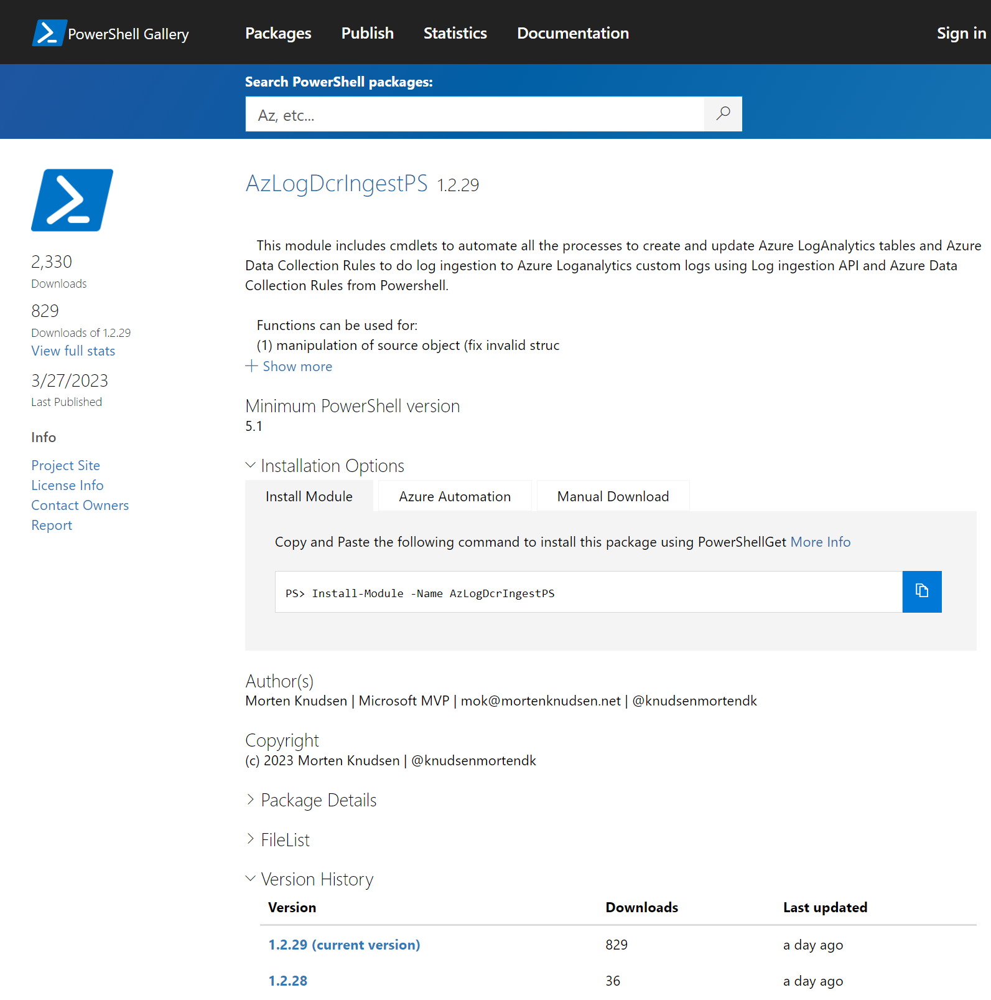 PowerShell Gallery
Packages
Publish
Statistics
Documentation
Sign in
Search PowerShell packages:
Az, etc...
2,330
Downloads
829
Downloads of 1.2.29
View full stats
3/27/2023
Last Published
Info
Project Site
License Info
Contact Owners
Report
AzLogDcrIngestPS 1.2.29
This module includes cmdlets to automate all the processes to create and update Azure LogAnalytics tables and Azure
Data Collection Rules to do log ingestion to Azure Loganalytics custom logs using Log ingestion API and Azure Data
Collection Rules from Powershell.
Functions can be used for:
(1) manipulation of source object (fix invalid struc
Show more
Minimum PowerShell version
5.1
Installation Options
Install Module
Azure Automation
Manual Download
Copy and Paste the following command to install this package using PowerShellGet More Info
PS> Install-Module -Name AzLogDcrIngestPS
Author(s)
Morten Knudsen | Microsoft MVP | mok@mortenknudsen.net | @knudsenmortendk
Copyright
(c) 2023 Morten Knudsen | @knudsenmortendk
Package Details
FileList
Version History
Version Downloads Last updated
1.2.29 (current version) 829 a day ago
1.2.28 36 a day ago